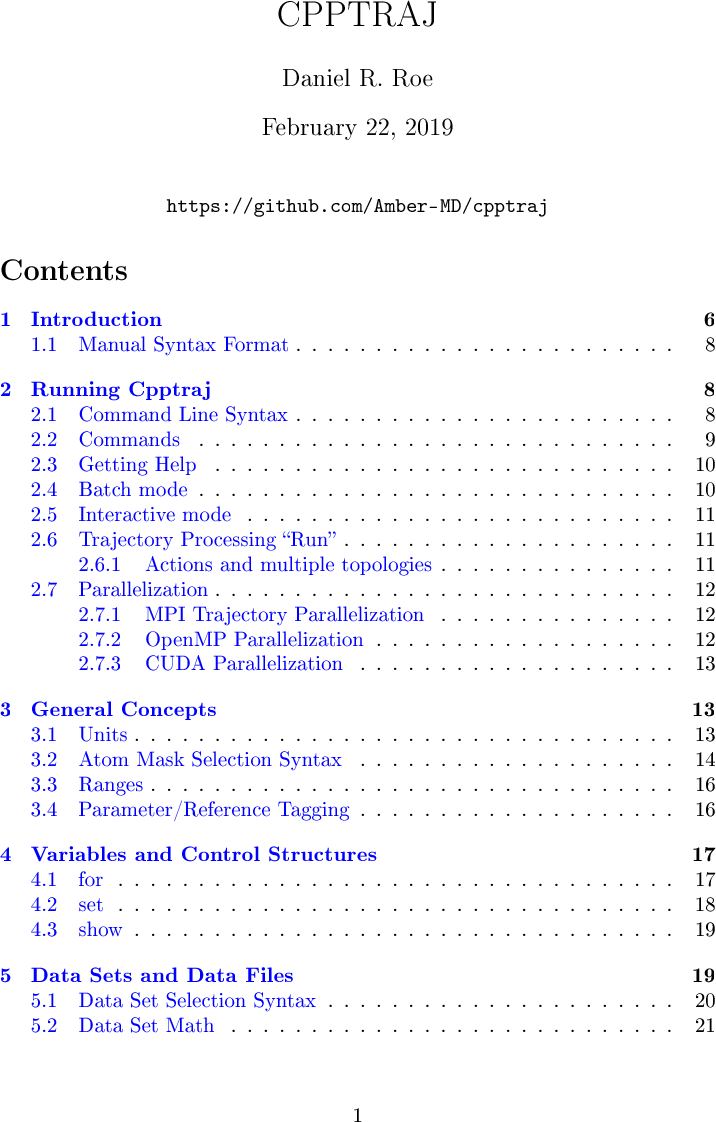 CPPTRAJ
Daniel R. Roe
February 22, 2019
https://github.com/Amber-MD/cpptraj
Contents
1 Introduction 6
1.1 Manual Syntax Format . . . . . . . . . . . . . . . . . . . . . . . . 8
2 Running Cpptraj 8
2.1 Command Line Syntax . . . . . . . . . . . . . . . . . . . . . . . . 8
2.2 Commands . . . . . . . . . . . . . . . . . . . . . . . . . . . . . . 9
2.3 Getting Help . . . . . . . . . . . . . . . . . . . . . . . . . . . . . 10
2.4 Batch mode . . . . . . . . . . . . . . . . . . . . . . . . . . . . . . 10
2.5 Interactive mode . . . . . . . . . . . . . . . . . . . . . . . . . . . 11
2.6 Trajectory Processing “Run” . . . . . . . . . . . . . . . . . . . . . 11
2.6.1 Actions and multiple topologies . . . . . . . . . . . . . . . 11
2.7 Parallelization . . . . . . . . . . . . . . . . . . . . . . . . . . . . . 12
2.7.1 MPI Trajectory Parallelization . . . . . . . . . . . . . . . 12
2.7.2 OpenMP Parallelization . . . . . . . . . . . . . . . . . . . 12
2.7.3 CUDA Parallelization . . . . . . . . . . . . . . . . . . . . 13
3 General Concepts 13
3.1 Units . . . . . . . . . . . . . . . . . . . . . . . . . . . . . . . . . . 13
3.2 Atom Mask Selection Syntax . . . . . . . . . . . . . . . . . . . . 14
3.3 Ranges . . . . . . . . . . . . . . . . . . . . . . . . . . . . . . . . . 16
3.4 Parameter/Reference Tagging . . . . . . . . . . . . . . . . . . . . 16
4 Variables and Control Structures 17
4.1 for . . . . . . . . . . . . . . . . . . . . . . . . . . . . . . . . . . . 17
4.2 set . . . . . . . . . . . . . . . . . . . . . . . . . . . . . . . . . . . 18
4.3 show . . . . . . . . . . . . . . . . . . . . . . . . . . . . . . . . . . 19
5 Data Sets and Data Files 19
5.1 Data Set Selection Syntax . . . . . . . . . . . . . . . . . . . . . . 20
5.2 Data Set Math . . . . . . . . . . . . . . . . . . . . . . . . . . . . 21
1